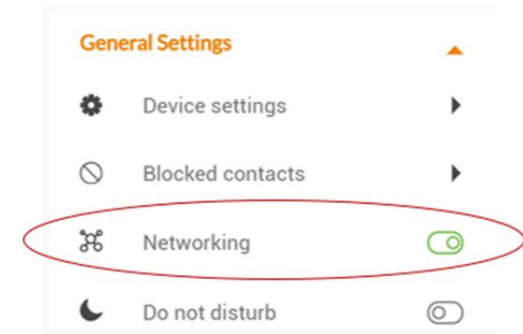 General Settings
Device settings
Blocked contacts
Networking
Do not disturb